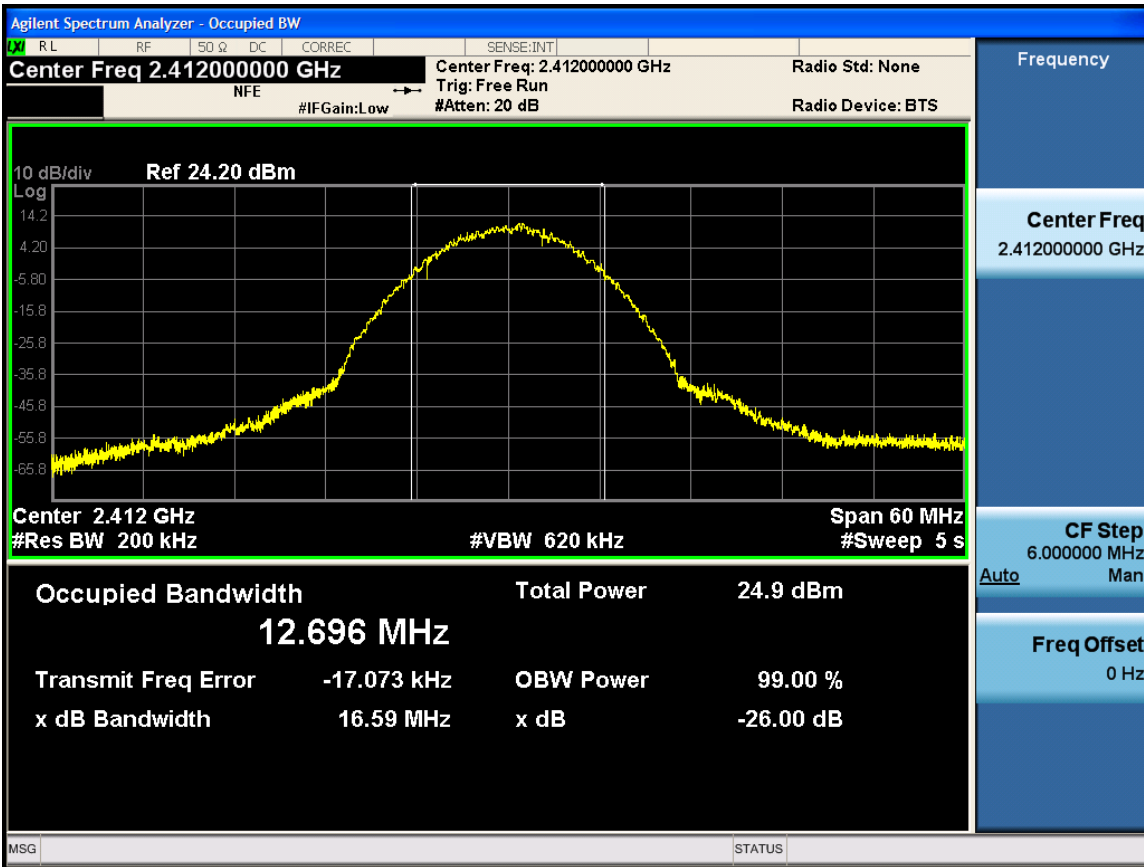 Agilent Spectrum Analyzer - Occupied BW
LXI RL RF 50 Ω DC CORREC SENSE:INT
Center Freq 2.412000000 GHz
NFE
#IFGain:Low
Center Freq: 2.412000000 GHz
Trig: Free Run
#Atten: 20 dB
Radio Std: None
Radio Device: BTS
10 dB/div Ref 24.20 dBm
Log
14.2
4.20
-5.80
-15.8
-25.8
-35.8
-45.8
-55.8
-65.8
Center 2.412 GHz Span 60 MHz
#Res BW 200 kHz #VBW 620 kHz #Sweep 5 s
Occupied Bandwidth Total Power 24.9 dBm
12.696 MHz
Transmit Freq Error -17.073 kHz OBW Power 99.00 %
x dB Bandwidth 16.59 MHz x dB -26.00 dB
Frequency
Center Freq
2.412000000 GHz
CF Step
6.000000 MHz
Auto Man
Freq Offset
0 Hz
MSG STATUS